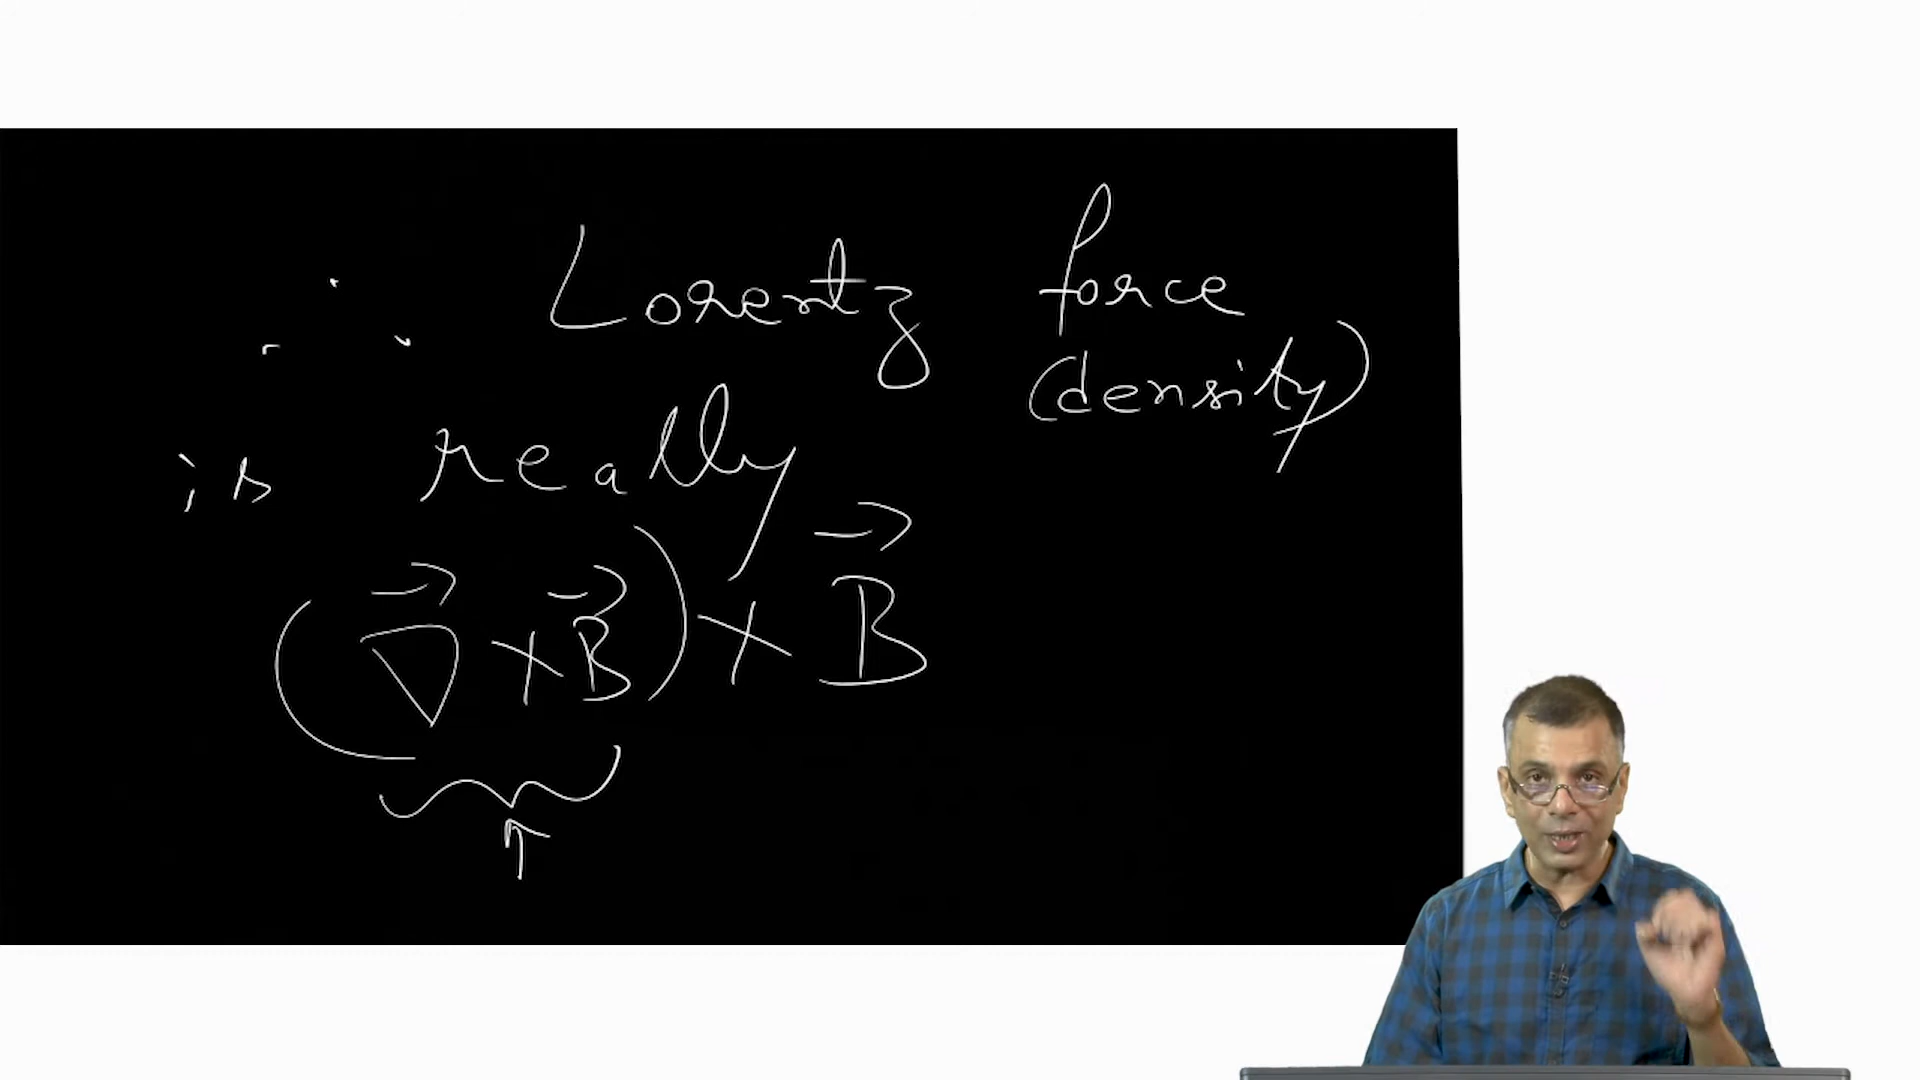 ∴ Lorentz force
(density)
is really
(∇⃗ × B⃗) × B⃗
↑